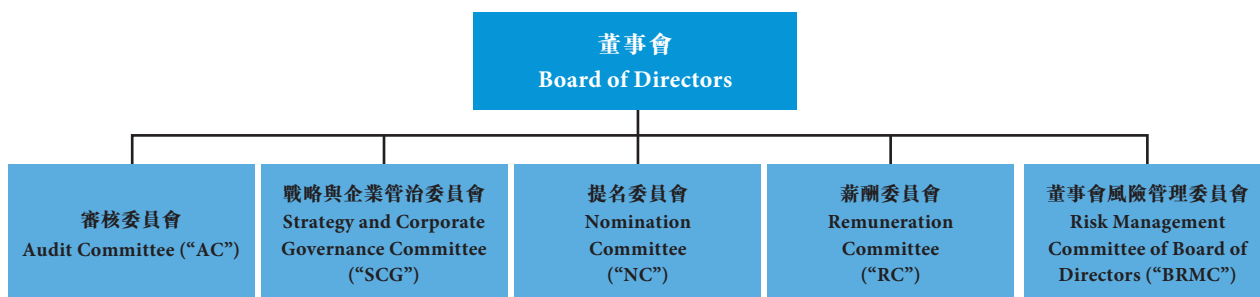 董事會
Board of Directors
審核委員會
Audit Committee (“AC”)
戰略與企業管治委員會
Strategy and Corporate
Governance Committee
(“SCG”)
提名委員會
Nomination
Committee
(“NC”)
薪酬委員會
Remuneration
Committee
(“RC”)
董事會風險管理委員會
Risk Management
Committee of Board of
Directors (“BRMC”)